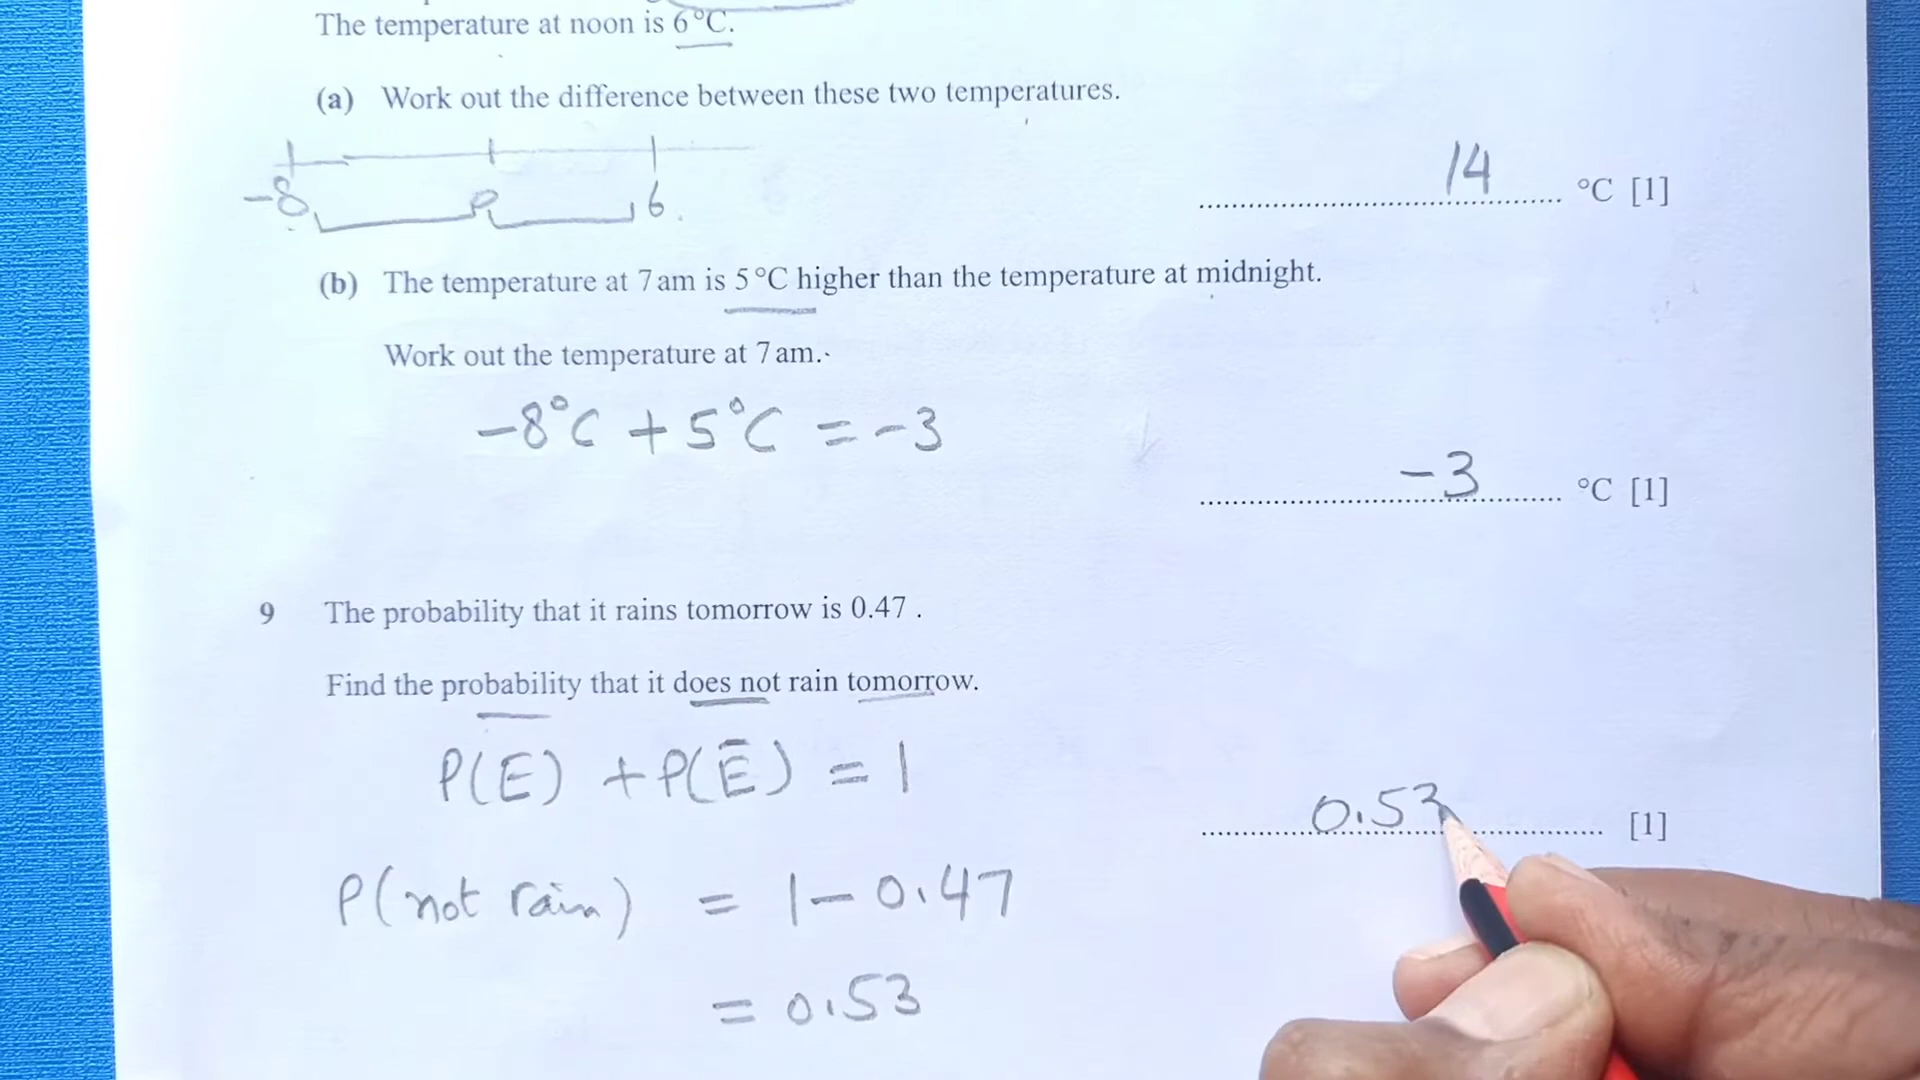 The temperature at noon is 6 °C.
(a) Work out the difference between these two temperatures.
-8 0 6
14 °C [1]
(b) The temperature at 7 am is 5 °C higher than the temperature at midnight.
Work out the temperature at 7 am.
-8°C + 5°C = -3
-3 °C [1]
9 The probability that it rains tomorrow is 0.47 .
Find the probability that it does not rain tomorrow.
P(E) + P(Ē) = 1
0.53 [1]
P(not rain) = 1 - 0.47
= 0.53